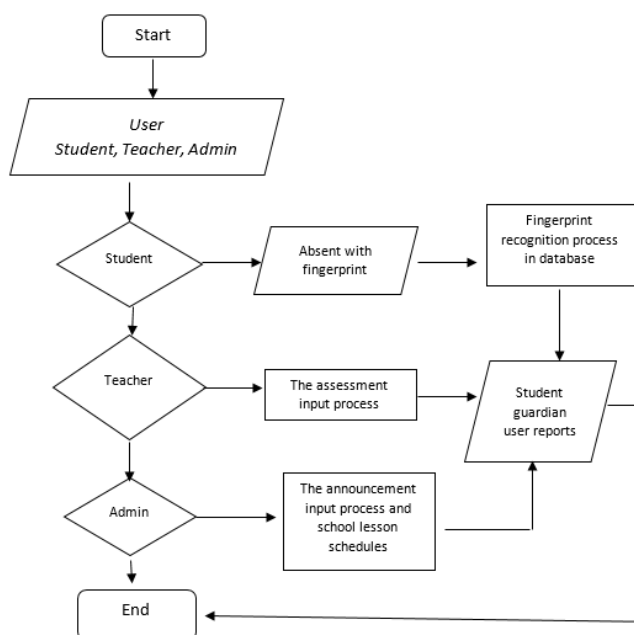 Start
User
Student, Teacher, Admin
Student
Absent with
fingerprint
Fingerprint
recognition process
in database
Teacher
The assessment
input process
Student
guardian
user reports
Admin
The announcement
input process and
school lesson
schedules
End